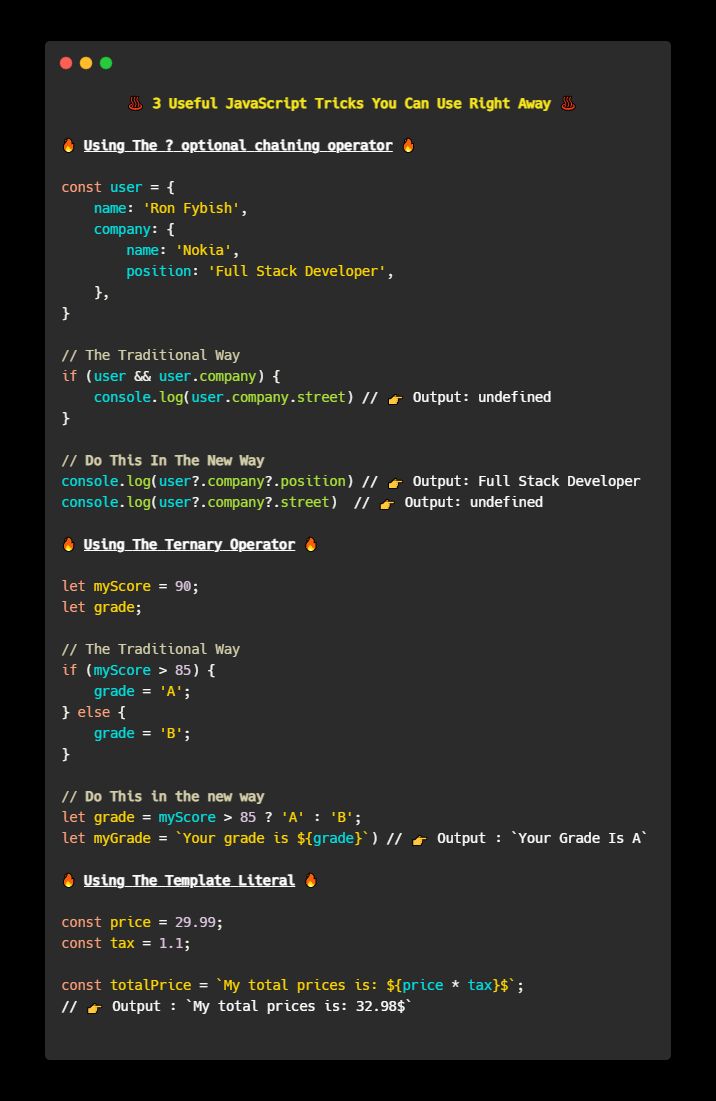 ♨ 3 Useful JavaScript Tricks You Can Use Right Away ♨
🔥 Using The ? optional chaining operator 🔥
const user = {
    name: 'Ron Fybish',
    company: {
        name: 'Nokia',
        position: 'Full Stack Developer',
    },
}
// The Traditional Way
if (user && user.company) {
    console.log(user.company.street) // 👉 Output: undefined
}
// Do This In The New Way
console.log(user?.company?.position) // 👉 Output: Full Stack Developer
console.log(user?.company?.street)  // 👉 Output: undefined
🔥 Using The Ternary Operator 🔥
let myScore = 90;
let grade;
// The Traditional Way
if (myScore > 85) {
    grade = 'A';
} else {
    grade = 'B';
}
// Do This in the new way
let grade = myScore > 85 ? 'A' : 'B';
let myGrade = `Your grade is ${grade}`) // 👉 Output : `Your Grade Is A`
🔥 Using The Template Literal 🔥
const price = 29.99;
const tax = 1.1;
const totalPrice = `My total prices is: ${price * tax}$`;
// 👉 Output : `My total prices is: 32.98$`